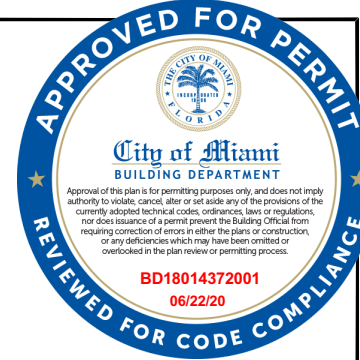 APPROVED FOR PERMIT
THE CITY OF MIAMI
INCORPORATED
18 96
FLORIDA
City of Miami
BUILDING DEPARTMENT
Approval of this plan is for permitting purposes only, and does not imply
authority to violate, cancel, alter or set aside any of the provisions of the
currently adopted technical codes, ordinances, laws or regulations,
nor does issuance of a permit prevent the Building Official from
requiring correction of errors in either the plans or construction,
or any deficiencies which may have been omitted or
overlooked in the plan review or permitting process.
BD18014372001
06/22/20
REVIEWED FOR CODE COMPLIANCE